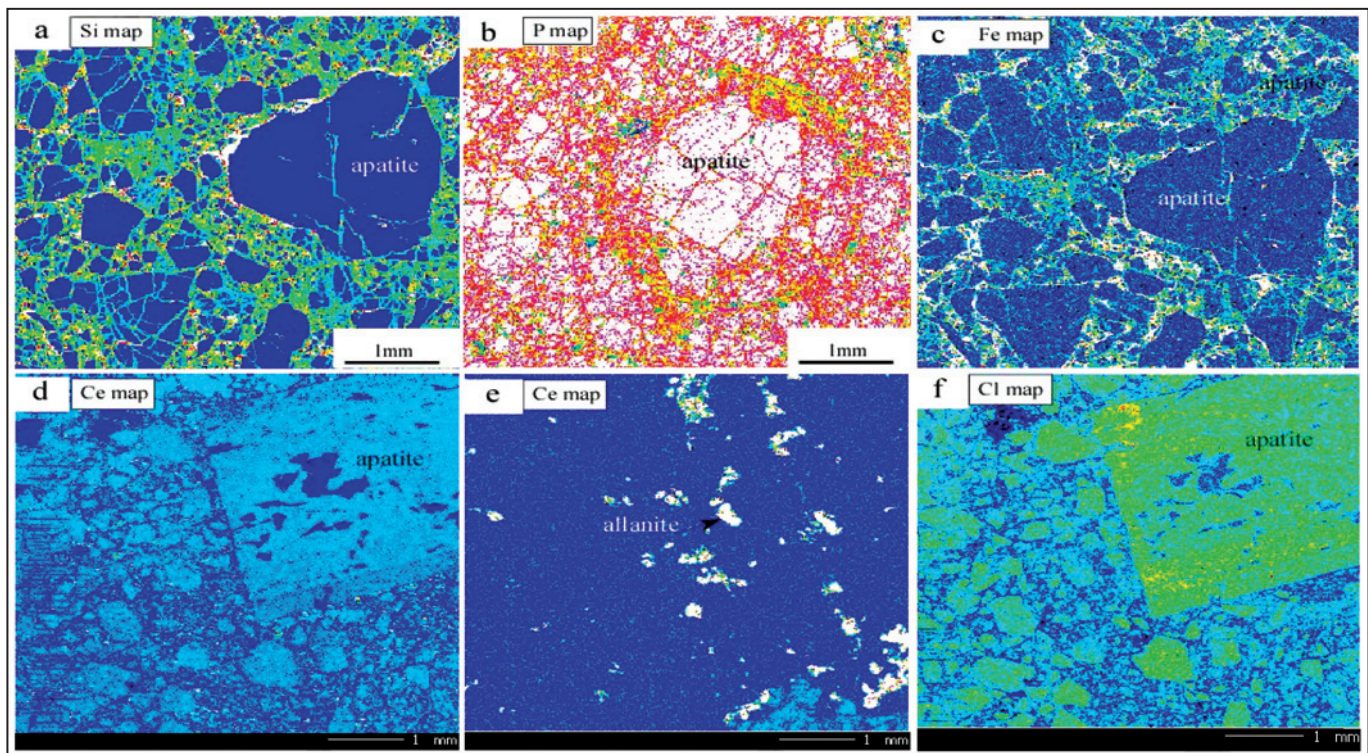 a
Si map
apatite
1mm
b
P map
apatite
1mm
c
Fe map
apatite
apatite
d
Ce map
apatite
1 mm
e
Ce map
allanite
1 mm
f
Cl map
apatite
1 mm